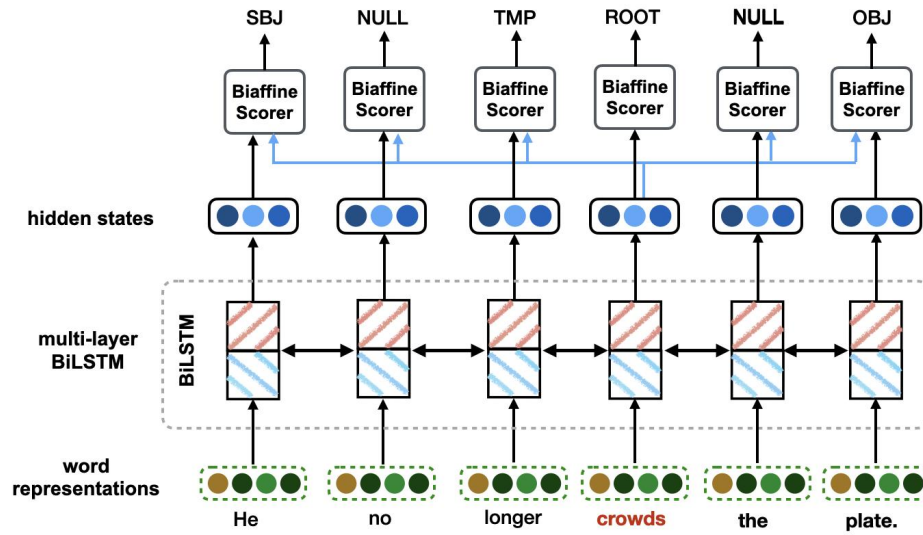 SBJ NULL TMP ROOT NULL OBJ
Biaffine Biaffine Biaffine Biaffine Biaffine Biaffine
Scorer Scorer Scorer Scorer Scorer Scorer
hidden states
multi-layer
BiLSTM
BiLSTM
word
representations
He no longer crowds the plate.